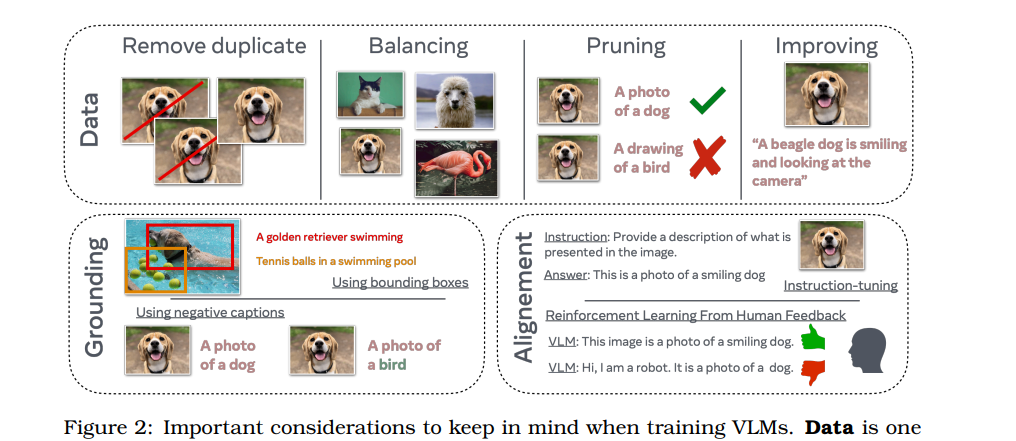 Remove duplicate
Balancing
Pruning
Improving
Data
A photo
of a dog
A drawing
of a bird
“A beagle dog is smiling
and looking at the
camera”
Grounding
A golden retriever swimming
Tennis balls in a swimming pool
Using bounding boxes
Using negative captions
A photo
of a dog
A photo of
a bird
Alignement
Instruction: Provide a description of what is
presented in the image.
Answer: This is a photo of a smiling dog
Instruction-tuning
Reinforcement Learning From Human Feedback
VLM: This image is a photo of a smiling dog.
VLM: Hi, I am a robot. It is a photo of a dog.
Figure 2: Important considerations to keep in mind when training VLMs. Data is one